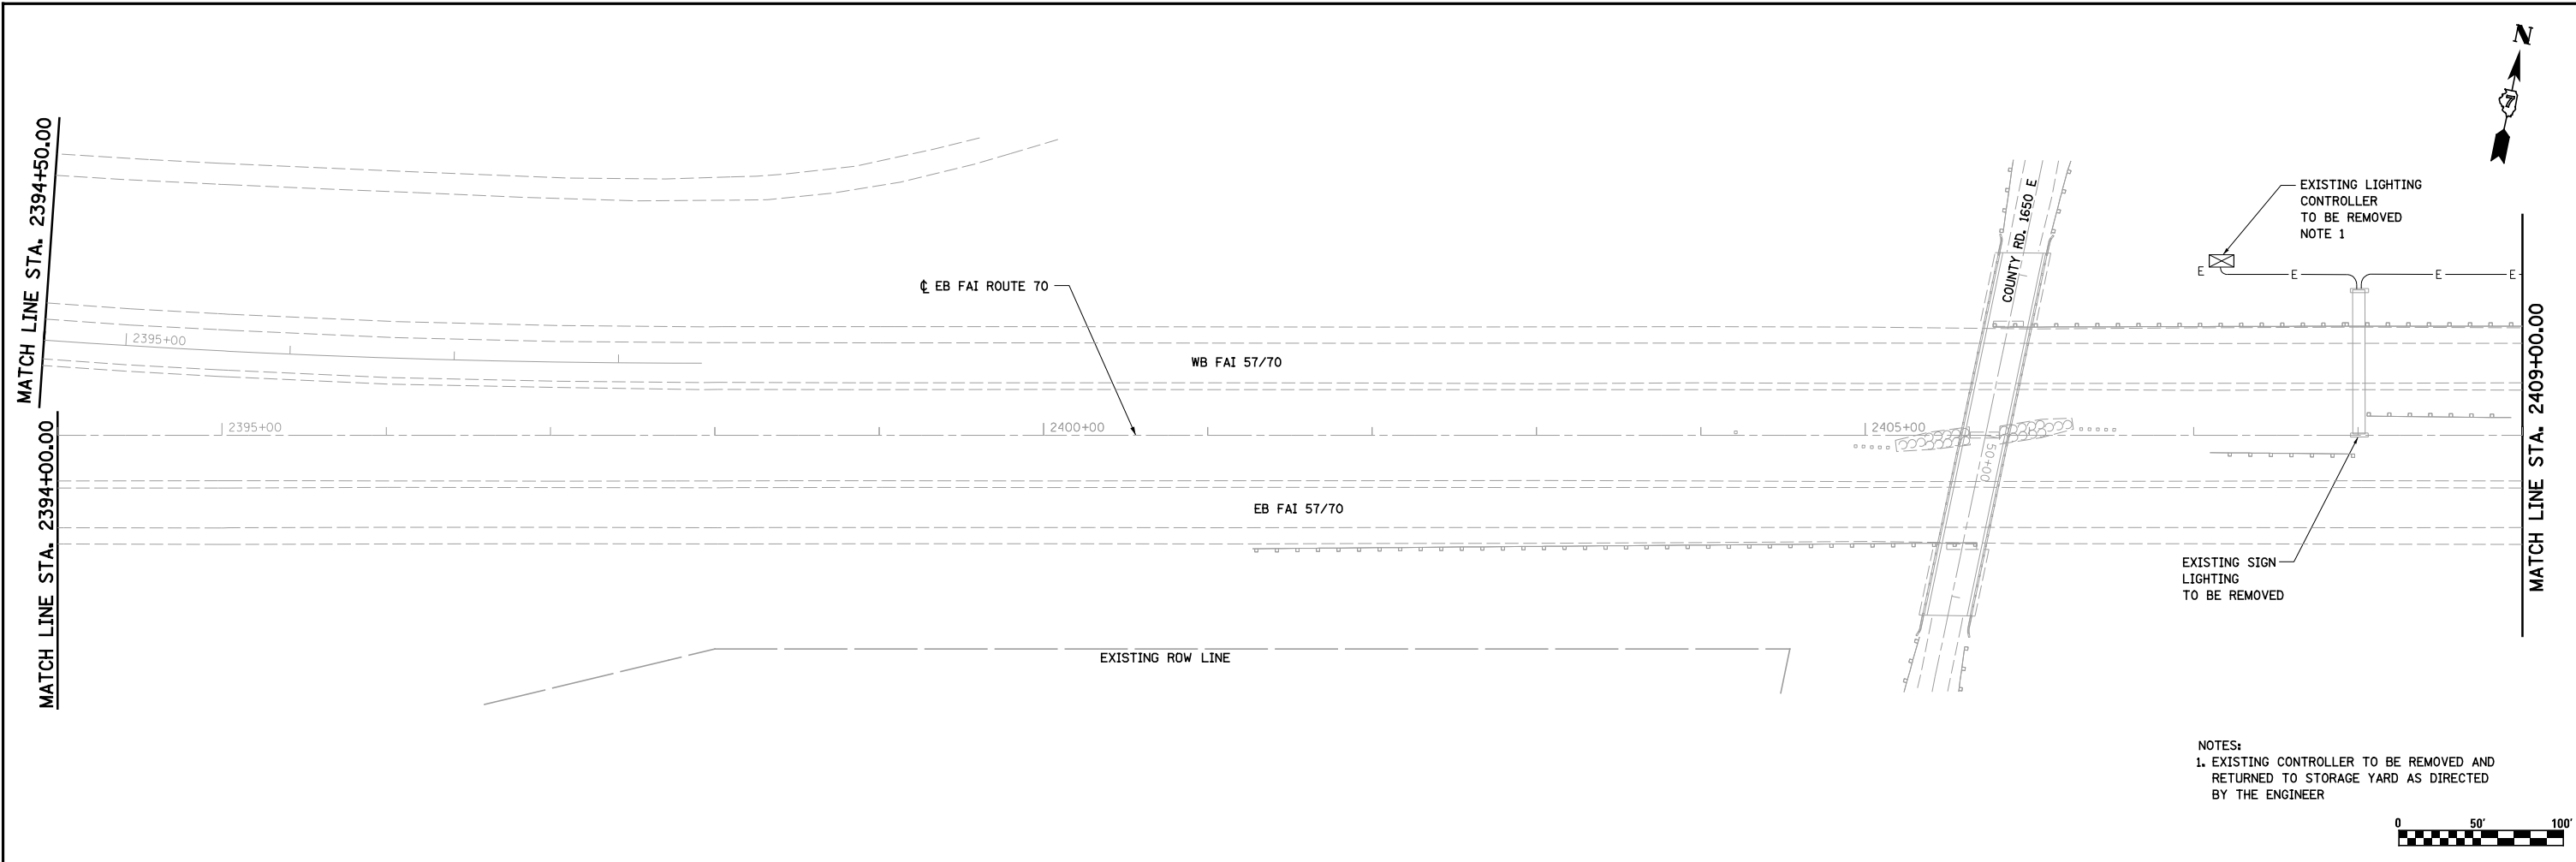 N
7
MATCH LINE STA. 2394+50.00
MATCH LINE STA. 2394+00.00
2395+00
2395+00
℄ EB FAI ROUTE 70
2400+00
WB FAI 57/70
EB FAI 57/70
EXISTING ROW LINE
COUNTY RD. 1650 E
2405+00
50+00
EXISTING LIGHTING
CONTROLLER
TO BE REMOVED
NOTE 1
E
E
E
E
EXISTING SIGN
LIGHTING
TO BE REMOVED
MATCH LINE STA. 2409+00.00
NOTES:
1. EXISTING CONTROLLER TO BE REMOVED AND
RETURNED TO STORAGE YARD AS DIRECTED
BY THE ENGINEER
0 50' 100'